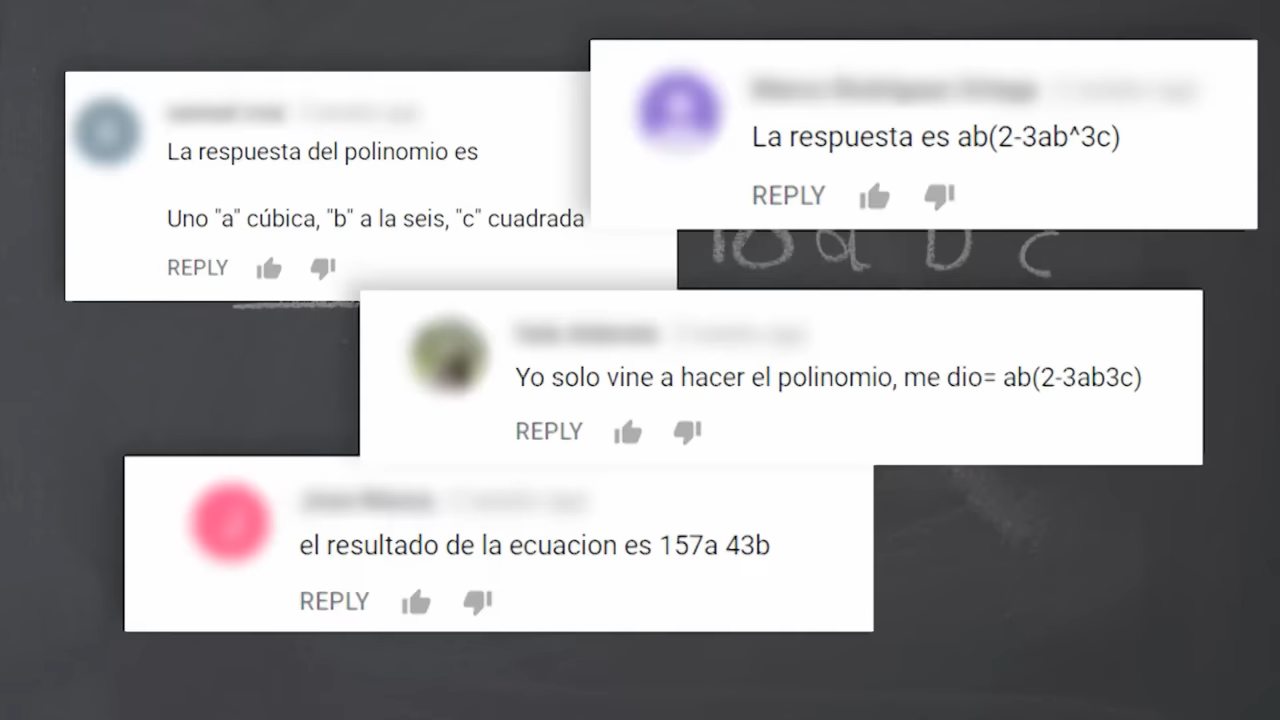 La respuesta del polinomio es
Uno "a" cúbica, "b" a la seis, "c" cuadrada
REPLY
La respuesta es ab(2-3ab^3c)
REPLY
Yo solo vine a hacer el polinomio, me dio= ab(2-3ab3c)
REPLY
el resultado de la ecuacion es 157a 43b
REPLY